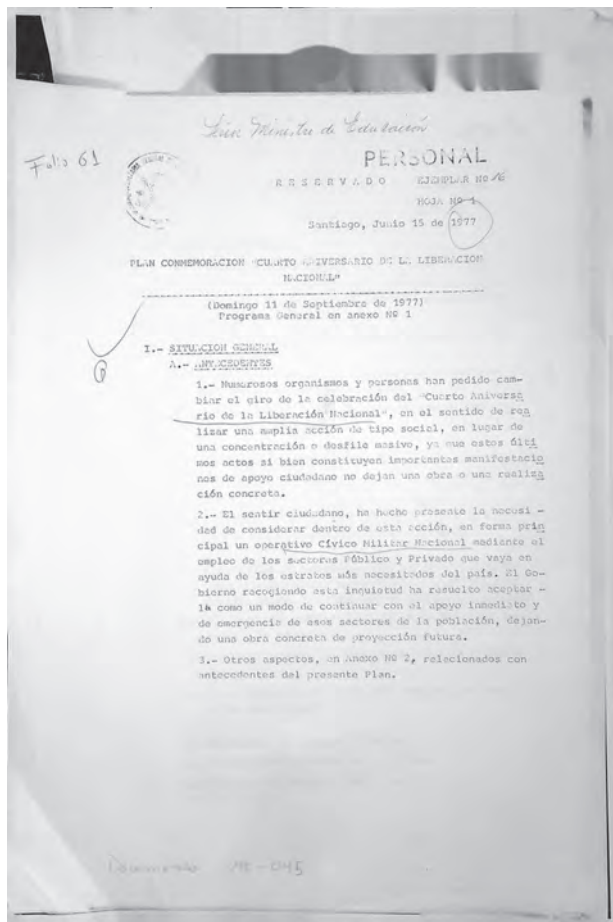 Ministro de Educación
Folio 61
PERSONAL
R E S E R V A D O EJEMPLAR Nº 16
HOJA Nº 1
Santiago, Junio 15 de 1977
PLAN CONMEMORACION "CUARTO ANIVERSARIO DE LA LIBERACION
NACIONAL"
(Domingo 11 de Septiembre de 1977)
Programa General en anexo Nº 1
I.- SITUACION GENERAL
A.- ANTECEDENTES
1.- Numerosos organismos y personas han pedido cam-
biar el giro de la celebración del "Cuarto Aniversa
rio de la Liberación Nacional", en el sentido de rea
lizar una amplia acción de tipo social, en lugar de
una concentración o desfile masivo, ya que estos últi
mos actos si bien constituyen importantes manifestacio
nes de apoyo ciudadano no dejan una obra o una realiza
ción concreta.
2.- El sentir ciudadano, ha hecho presente la necesi -
dad de considerar dentro de esta acción, en forma prin
cipal un operativo Cívico Militar Nacional mediante el
empleo de los sectores Público y Privado que vaya en
ayuda de los estratos más necesitados del país. El Go-
bierno recogiendo esta inquietud ha resuelto aceptar -
la como un modo de continuar con el apoyo inmediato y
de emergencia de esos sectores de la población, dejan-
do una obra concreta de proyección futura.
3.- Otros aspectos, en Anexo Nº 2, relacionados con
antecedentes del presente Plan.